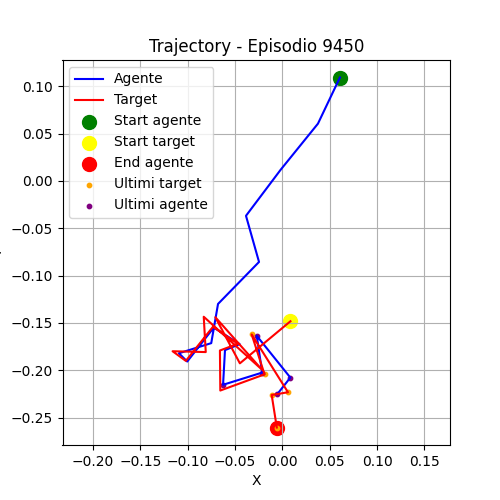 Trajectory - Episodio 9450
Agente
Target
Start agente
Start target
End agente
Ultimi target
Ultimi agente
0.10
0.05
0.00
−0.05
−0.10
−0.15
−0.20
−0.25
−0.20
−0.15
−0.10
−0.05
0.00
0.05
0.10
0.15
X